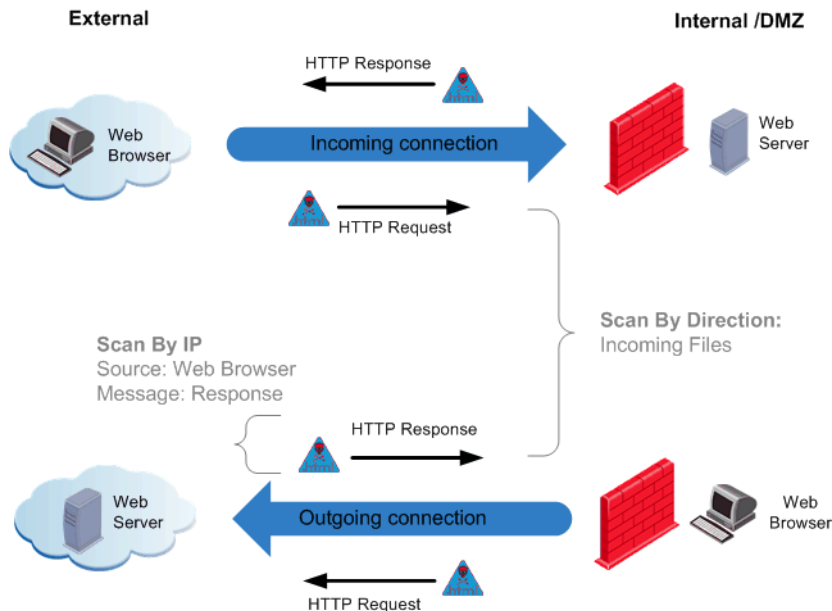 External
Internal /DMZ
HTTP Response
Web
Browser
Incoming connection
Web
Server
HTTP Request
Scan By IP
Source: Web Browser
Message: Response
Scan By Direction:
Incoming Files
HTTP Response
Web
Server
Outgoing connection
Web
Browser
HTTP Request